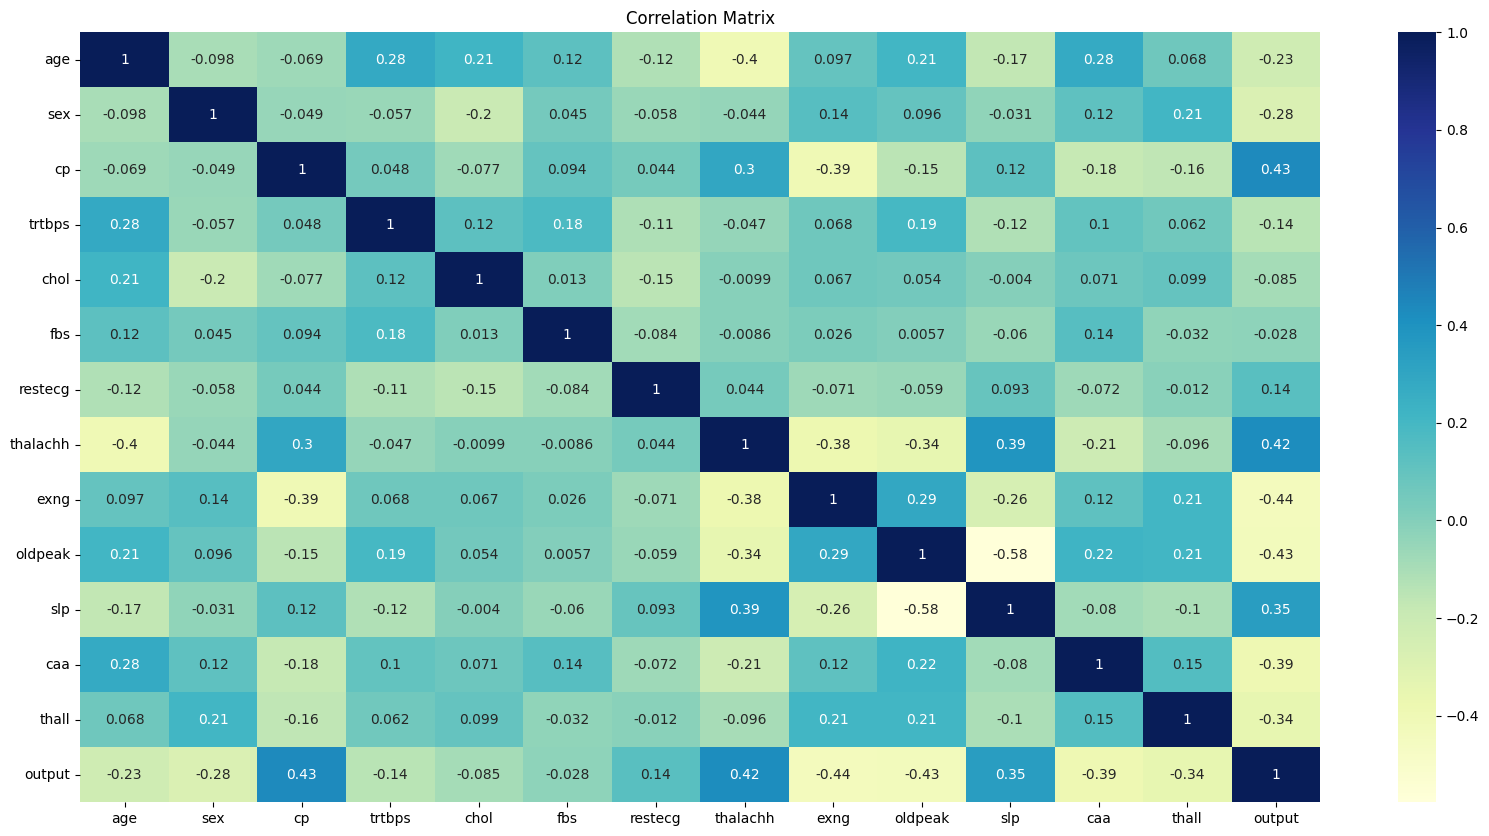 Correlation Matrix
age 1 -0.098 -0.069 0.28 0.21 0.12 -0.12 -0.4 0.097 0.21 -0.17 0.28 0.068 -0.23
sex -0.098 1 -0.049 -0.057 -0.2 0.045 -0.058 -0.044 0.14 0.096 -0.031 0.12 0.21 -0.28
cp -0.069 -0.049 1 0.048 -0.077 0.094 0.044 0.3 -0.39 -0.15 0.12 -0.18 -0.16 0.43
trtbps 0.28 -0.057 0.048 1 0.12 0.18 -0.11 -0.047 0.068 0.19 -0.12 0.1 0.062 -0.14
chol 0.21 -0.2 -0.077 0.12 1 0.013 -0.15 -0.0099 0.067 0.054 -0.004 0.071 0.099 -0.085
fbs 0.12 0.045 0.094 0.18 0.013 1 -0.084 -0.0086 0.026 0.0057 -0.06 0.14 -0.032 -0.028
restecg -0.12 -0.058 0.044 -0.11 -0.15 -0.084 1 0.044 -0.071 -0.059 0.093 -0.072 -0.012 0.14
thalachh -0.4 -0.044 0.3 -0.047 -0.0099 -0.0086 0.044 1 -0.38 -0.34 0.39 -0.21 -0.096 0.42
exng 0.097 0.14 -0.39 0.068 0.067 0.026 -0.071 -0.38 1 0.29 -0.26 0.12 0.21 -0.44
oldpeak 0.21 0.096 -0.15 0.19 0.054 0.0057 -0.059 -0.34 0.29 1 -0.58 0.22 0.21 -0.43
slp -0.17 -0.031 0.12 -0.12 -0.004 -0.06 0.093 0.39 -0.26 -0.58 1 -0.08 -0.1 0.35
caa 0.28 0.12 -0.18 0.1 0.071 0.14 -0.072 -0.21 0.12 0.22 -0.08 1 0.15 -0.39
thall 0.068 0.21 -0.16 0.062 0.099 -0.032 -0.012 -0.096 0.21 0.21 -0.1 0.15 1 -0.34
output -0.23 -0.28 0.43 -0.14 -0.085 -0.028 0.14 0.42 -0.44 -0.43 0.35 -0.39 -0.34 1
age sex cp trtbps chol fbs restecg thalachh exng oldpeak slp caa thall output
1.0
0.8
0.6
0.4
0.2
0.0
−0.2
−0.4